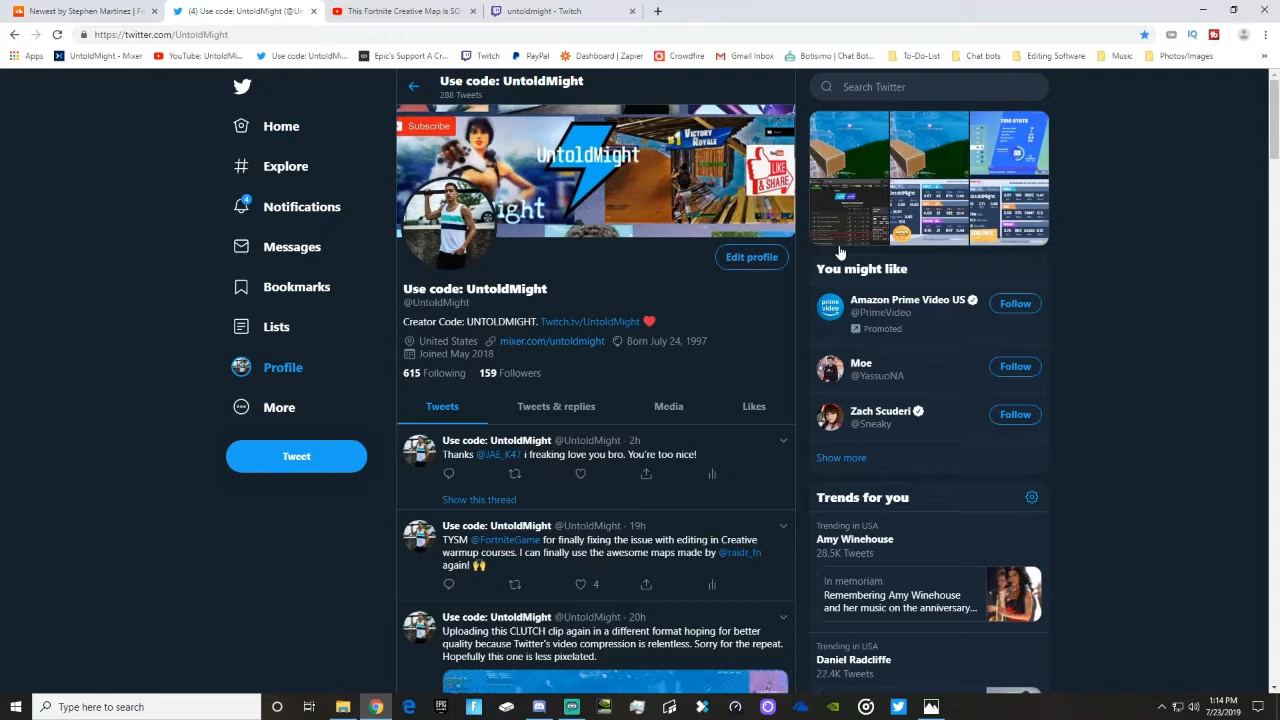 Newest by Stephen Martinez | Fr
(4) Use code: UntoldMight (@Un
This Fortnite Creative Map is SO
untoldmight - Twitch
https://twitter.com/UntoldMight
Apps
UntoldMight - Mixer
YouTube: UntoldMi...
Use code: UntoldMi...
Epic's Support A Cr...
Twitch
PayPal
Dashboard | Zapier
Crowdfire
Gmail Inbox
Botisimo | Chat Bot...
To-Do-List
Chat bots
Editing Software
Music
Photos/Images
Home
Explore
4
Notifications
Messages
Bookmarks
Lists
Profile
More
Tweet
Use code: UntoldMight
288 Tweets
Subscribe
UntoldMight
VICTORY
ROYALE
LIKE
& SHARE
Edit profile
Use code: UntoldMight
@UntoldMight
Creator Code: UNTOLDMIGHT. Twitch.tv/UntoldMight ❤️
United States mixer.com/untoldmight Born July 24, 1997
Joined May 2018
615 Following 159 Followers
Tweets Tweets & replies Media Likes
Use code: UntoldMight @UntoldMight · 2h
Thanks @JAE_K47 i freaking love you bro. You're too nice!
Show this thread
Use code: UntoldMight @UntoldMight · 19h
TYSM @FortniteGame for finally fixing the issue with editing in Creative
warmup courses. I can finally use the awesome maps made by @raidr_fn
again! 🙌
4
Use code: UntoldMight @UntoldMight · 20h
Uploading this CLUTCH clip again in a different format hoping for better
quality because Twitter's video compression is relentless. Sorry for the repeat.
Hopefully this one is less pixelated.
Search Twitter
You might like
prime
video
Amazon Prime Video US
@PrimeVideo
Promoted
Follow
Moe
@YassuoNA
Follow
Zach Scuderi
@Sneaky
Follow
Show more
Trends for you
Trending in USA
Amy Winehouse
28.5K Tweets
In memoriam
Remembering Amy Winehouse
and her music on the anniversary...
Trending in USA
Daniel Radcliffe
22.4K Tweets
Type here to search
1:14 PM
7/23/2019